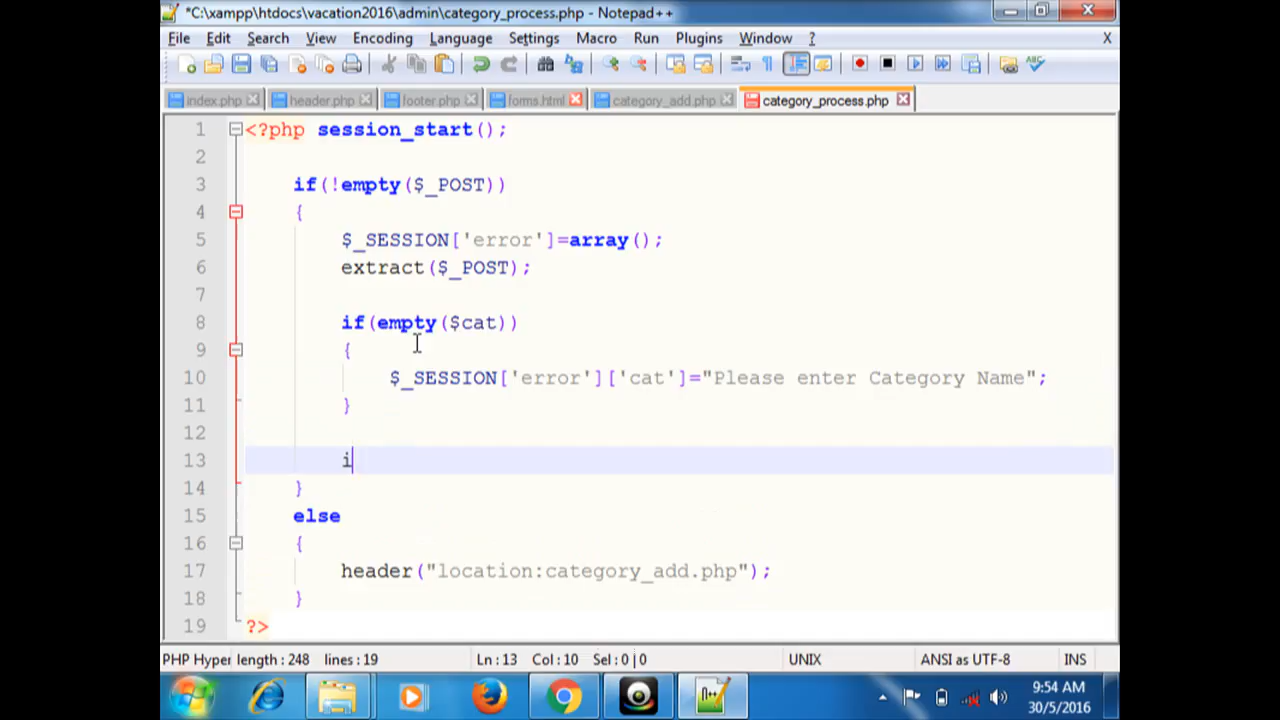 *C:\xampp\htdocs\vacation2016\admin\category_process.php - Notepad++
File Edit Search View Encoding Language Settings Macro Run Plugins Window ? X
index.php header.php footer.php forms.html category_add.php category_process.php
1 <?php session_start();
2
3 if(!empty($_POST))
4 {
5 $_SESSION['error']=array();
6 extract($_POST);
7
8 if(empty($cat))
9 {
10 $_SESSION['error']['cat']="Please enter Category Name";
11 }
12
13 i
14 }
15 else
16 {
17 header("location:category_add.php");
18 }
19 ?>
PHP Hyper length : 248 lines : 19 Ln : 13 Col : 10 Sel : 0 | 0 UNIX ANSI as UTF-8 INS
9:54 AM
30/5/2016